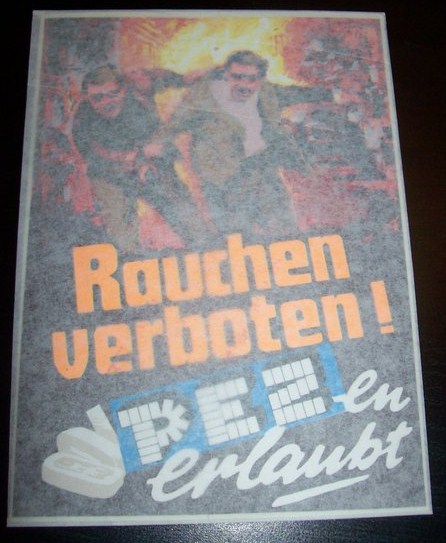 Rauchen
verboten!
PEZ-en
erlaubt